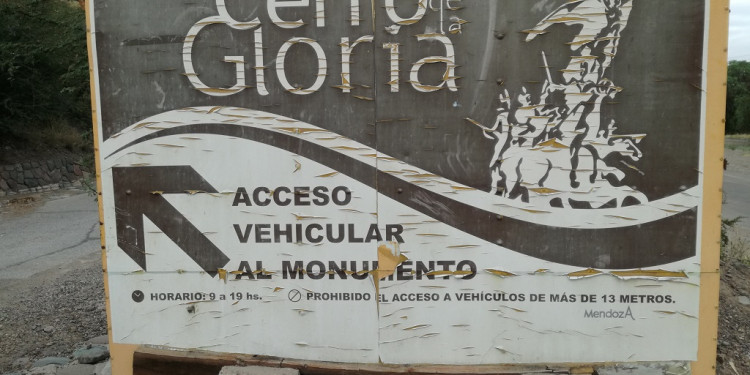 Cerro de la
Gloria
ACCESO
VEHICULAR
AL MONUMENTO
HORARIO: 9 a 19 hs. PROHIBIDO EL ACCESO A VEHÍCULOS DE MÁS DE 13 METROS.
MendozA